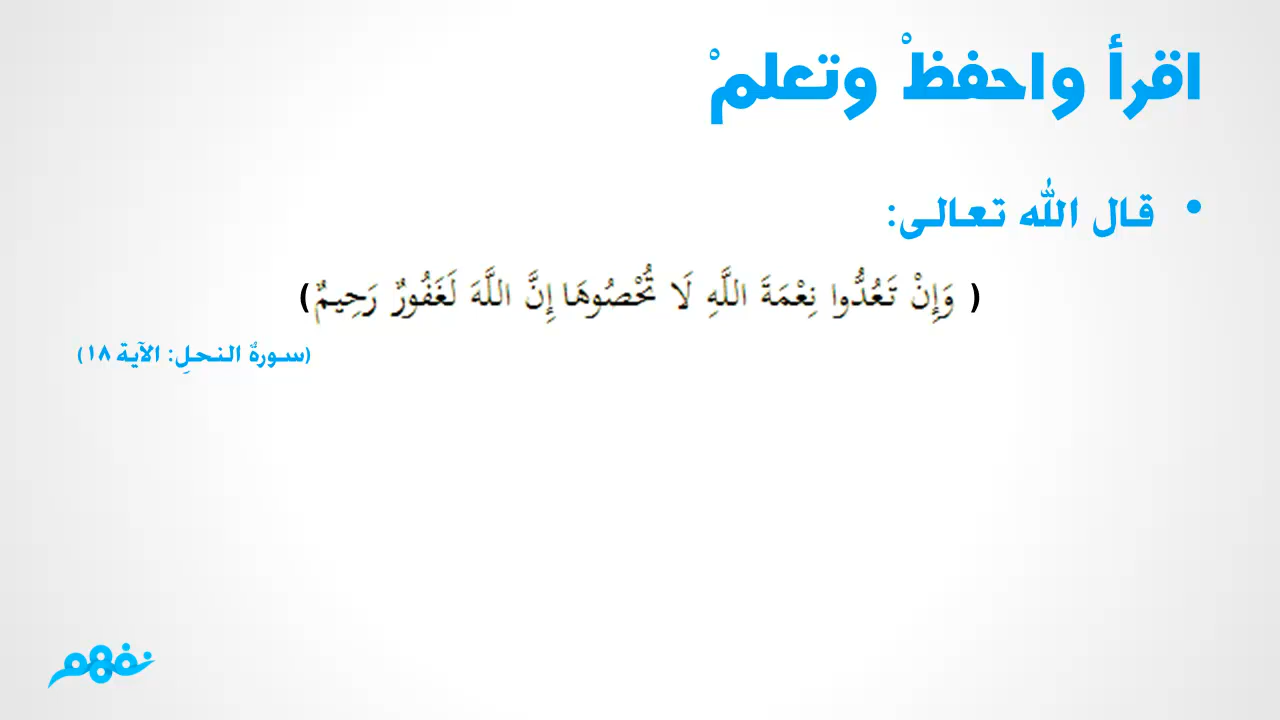 اقرأ واحفظْ وتعلمْ
• قال الله تعالى:
( وَإِنْ تَعُدُّوا نِعْمَةَ اللَّهِ لَا تُحْصُوهَا إِنَّ اللَّهَ لَغَفُورٌ رَحِيمٌ)
(سورةُ النحلِ: الآية ١٨)
نفهم